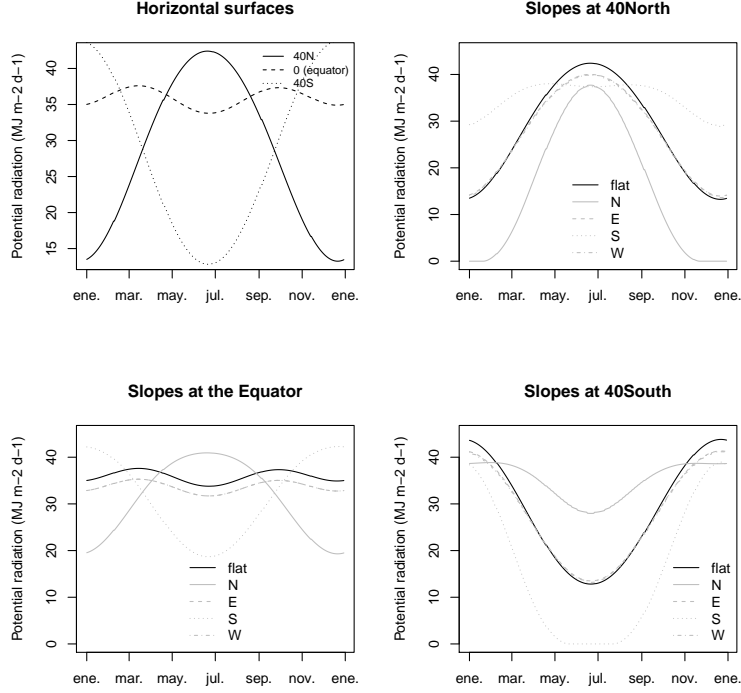 Horizontal surfaces
Potential radiation (MJ m−2 d−1)
40
35
30
25
20
15
40N
0 (equator)
40S
ene. mar. may. jul. sep. nov. ene.
Slopes at 40North
Potential radiation (MJ m−2 d−1)
40
30
20
10
0
flat
N
E
S
W
ene. mar. may. jul. sep. nov. ene.
Slopes at the Equator
Potential radiation (MJ m−2 d−1)
40
30
20
10
0
flat
N
E
S
W
ene. mar. may. jul. sep. nov. ene.
Slopes at 40South
Potential radiation (MJ m−2 d−1)
40
30
20
10
0
flat
N
E
S
W
ene. mar. may. jul. sep. nov. ene.